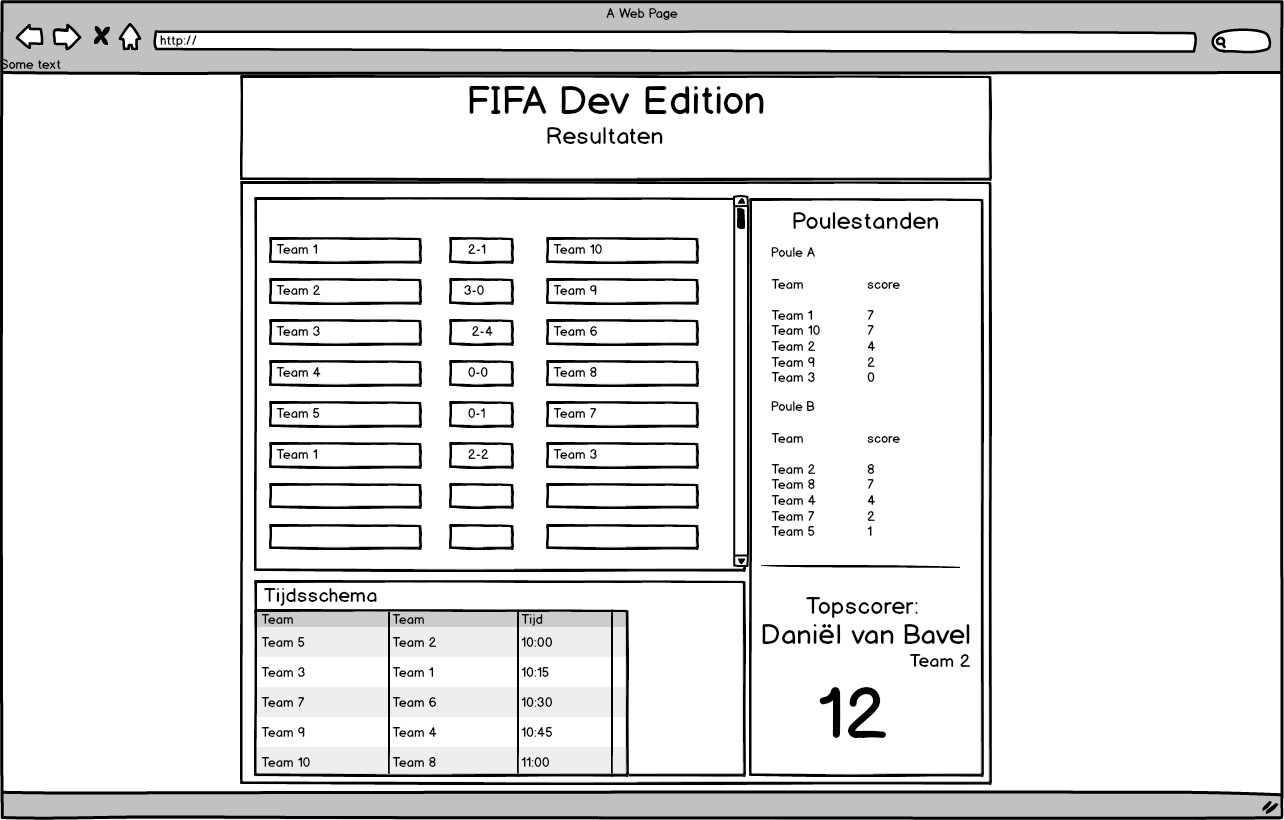 A Web Page
http://
Some text
FIFA Dev Edition
Resultaten
Team 1 2-1 Team 10
Team 2 3-0 Team 9
Team 3 2-4 Team 6
Team 4 0-0 Team 8
Team 5 0-1 Team 7
Team 1 2-2 Team 3
Poulestanden
Poule A
Team score
Team 1 7
Team 10 7
Team 2 4
Team 9 2
Team 3 0
Poule B
Team score
Team 2 8
Team 8 7
Team 4 4
Team 7 2
Team 5 1
Tijdsschema
Team Team Tijd
Team 5 Team 2 10:00
Team 3 Team 1 10:15
Team 7 Team 6 10:30
Team 9 Team 4 10:45
Team 10 Team 8 11:00
Topscorer:
Daniël van Bavel
Team 2
12